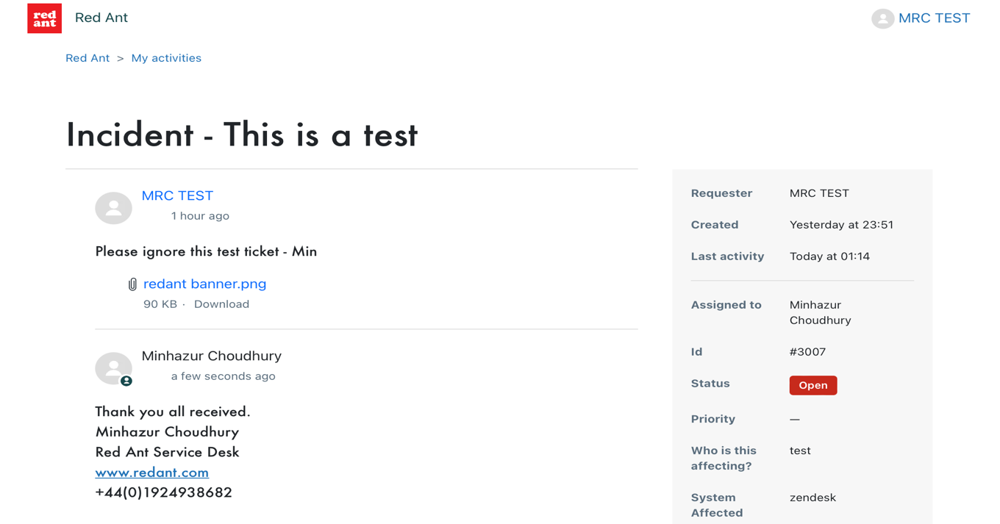 red
ant
Red Ant
MRC TEST
Red Ant > My activities
Incident - This is a test
MRC TEST
1 hour ago
Please ignore this test ticket - Min
redant banner.png
90 KB · Download
Minhazur Choudhury
a few seconds ago
Thank you all received.
Minhazur Choudhury
Red Ant Service Desk
www.redant.com
+44(0)1924938682
Requester MRC TEST
Created Yesterday at 23:51
Last activity Today at 01:14
Assigned to Minhazur
Choudhury
Id #3007
Status Open
Priority —
Who is this test
affecting?
System zendesk
Affected